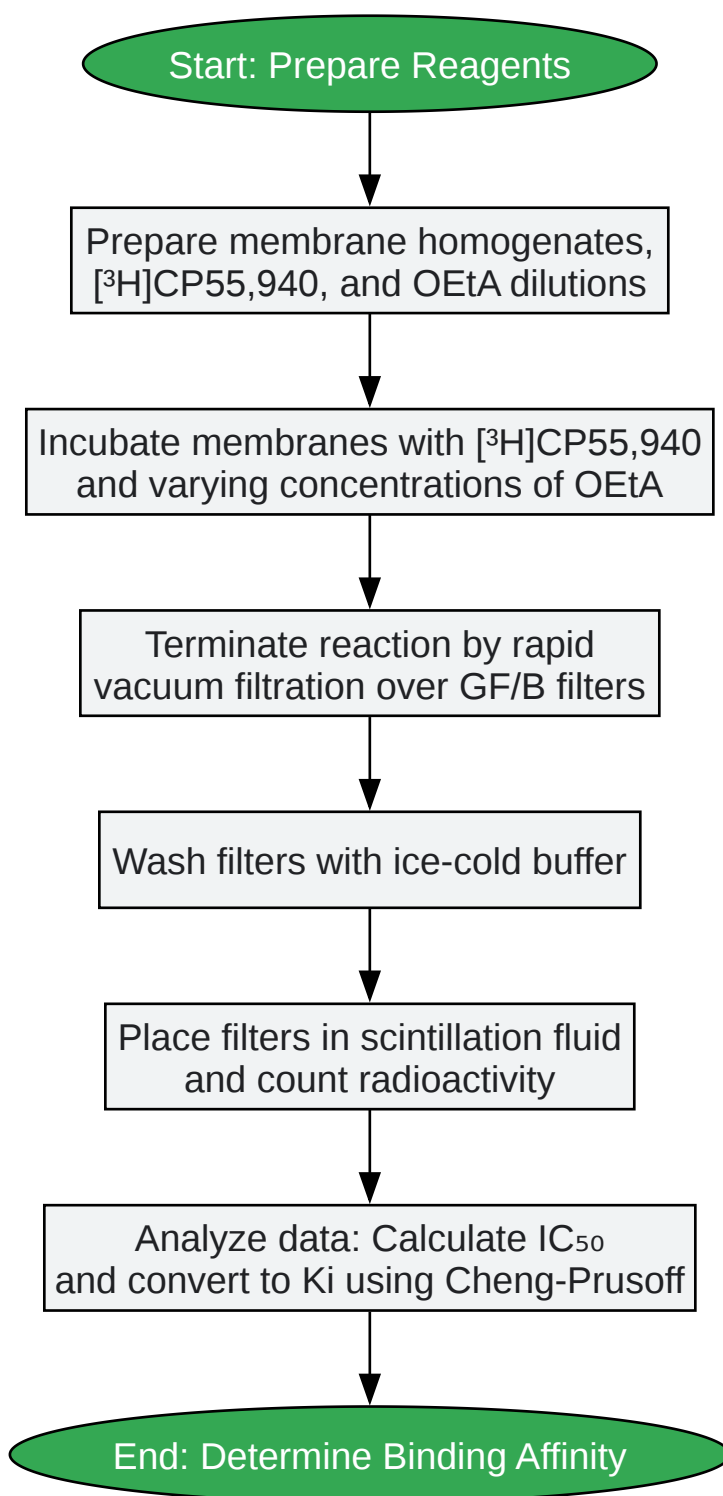 Start: Prepare Reagents
Prepare membrane homogenates,
[³H]CP55,940, and OEtA dilutions
Incubate membranes with [³H]CP55,940
and varying concentrations of OEtA
Terminate reaction by rapid
vacuum filtration over GF/B filters
Wash filters with ice-cold buffer
Place filters in scintillation fluid
and count radioactivity
Analyze data: Calculate IC₅₀
and convert to Ki using Cheng-Prusoff
End: Determine Binding Affinity